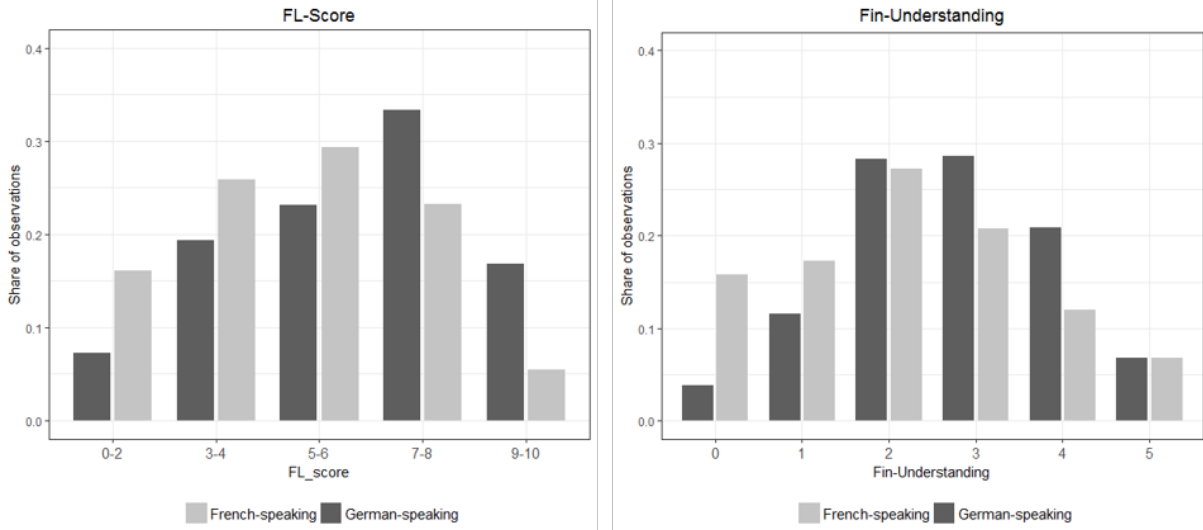 FL-Score
0.4
0.3
0.2
0.1
0.0
Share of observations
0-2 3-4 5-6 7-8 9-10
FL_score
French-speaking German-speaking
Fin-Understanding
0.4
0.3
0.2
0.1
0.0
Share of observations
0 1 2 3 4 5
Fin-Understanding
French-speaking German-speaking